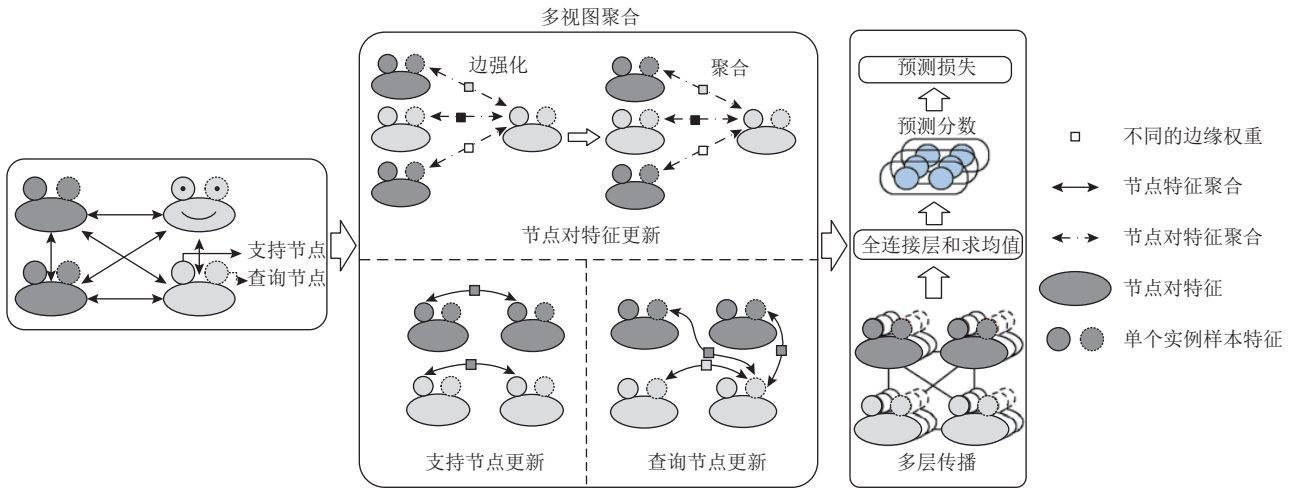 多视图聚合
边强化
聚合
节点对特征更新
支持节点
查询节点
支持节点更新
查询节点更新
预测损失
预测分数
全连接层和求均值
多层传播
不同的边缘权重
节点特征聚合
节点对特征聚合
节点对特征
单个实例样本特征